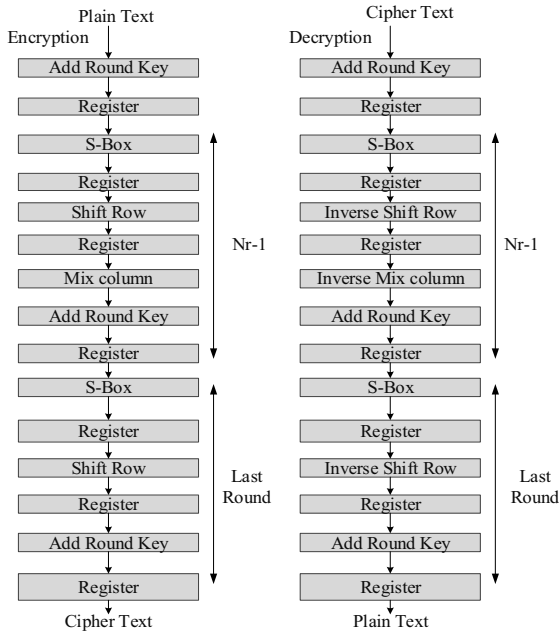 Plain Text
Encryption
Add Round Key
Register
S-Box
Register
Shift Row
Register
Mix column
Add Round Key
Register
Nr-1
S-Box
Register
Shift Row
Register
Add Round Key
Register
Last
Round
Cipher Text
Cipher Text
Decryption
Add Round Key
Register
S-Box
Register
Inverse Shift Row
Register
Inverse Mix column
Add Round Key
Register
Nr-1
S-Box
Register
Inverse Shift Row
Register
Add Round Key
Register
Last
Round
Plain Text